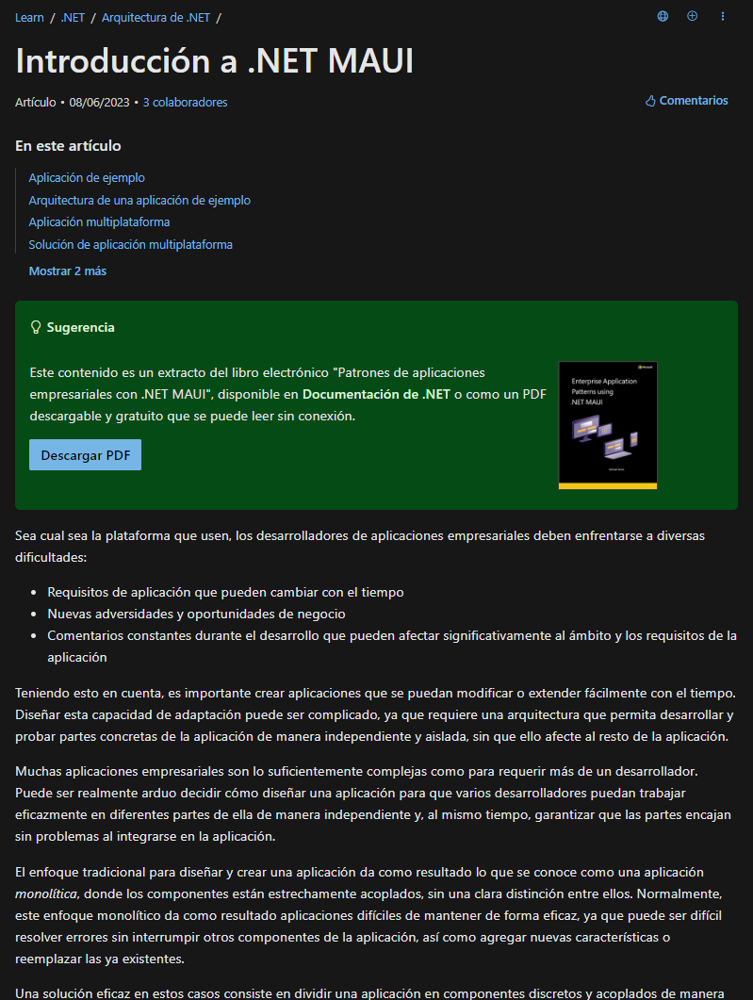 Learn / .NET / Arquitectura de .NET /
Introducción a .NET MAUI
Artículo • 08/06/2023 • 3 colaboradores
Comentarios
En este artículo
Aplicación de ejemplo
Arquitectura de una aplicación de ejemplo
Aplicación multiplataforma
Solución de aplicación multiplataforma
Mostrar 2 más
Sugerencia
Este contenido es un extracto del libro electrónico "Patrones de aplicaciones
empresariales con .NET MAUI", disponible en Documentación de .NET o como un PDF
descargable y gratuito que se puede leer sin conexión.
Descargar PDF
Microsoft
Enterprise Application
Patterns using
.NET MAUI
Sea cual sea la plataforma que usen, los desarrolladores de aplicaciones empresariales deben enfrentarse a diversas
dificultades:
• Requisitos de aplicación que pueden cambiar con el tiempo
• Nuevas adversidades y oportunidades de negocio
• Comentarios constantes durante el desarrollo que pueden afectar significativamente al ámbito y los requisitos de la
aplicación
Teniendo esto en cuenta, es importante crear aplicaciones que se puedan modificar o extender fácilmente con el tiempo.
Diseñar esta capacidad de adaptación puede ser complicado, ya que requiere una arquitectura que permita desarrollar y
probar partes concretas de la aplicación de manera independiente y aislada, sin que ello afecte al resto de la aplicación.
Muchas aplicaciones empresariales son lo suficientemente complejas como para requerir más de un desarrollador.
Puede ser realmente arduo decidir cómo diseñar una aplicación para que varios desarrolladores puedan trabajar
eficazmente en diferentes partes de ella de manera independiente y, al mismo tiempo, garantizar que las partes encajan
sin problemas al integrarse en la aplicación.
El enfoque tradicional para diseñar y crear una aplicación da como resultado lo que se conoce como una aplicación
monolítica, donde los componentes están estrechamente acoplados, sin una clara distinción entre ellos. Normalmente,
este enfoque monolítico da como resultado aplicaciones difíciles de mantener de forma eficaz, ya que puede ser difícil
resolver errores sin interrumpir otros componentes de la aplicación, así como agregar nuevas características o
reemplazar las ya existentes.
Una solución eficaz en estos casos consiste en dividir una aplicación en componentes discretos y acoplados de manera